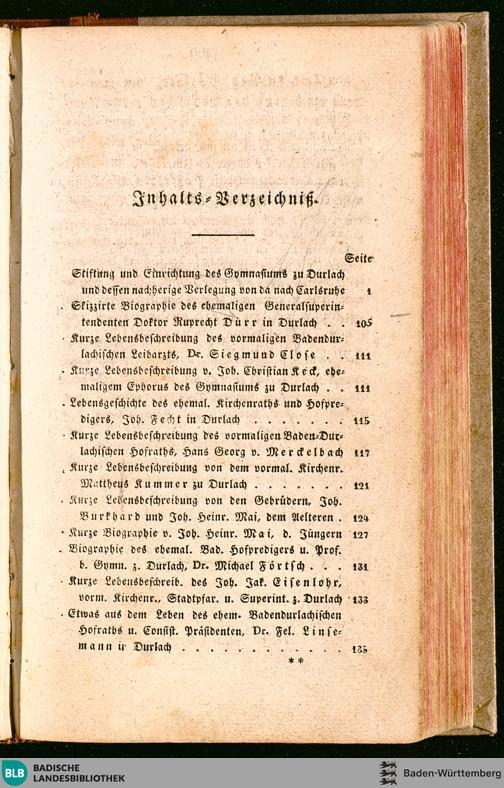 Inhalts-Verzeichniß.
Seite
Stiftung und Einrichtung des Gymnasiums zu Durlach
und dessen nachherige Verlegung von da nach Carlsruhe 1
Skizzirte Biographie des ehemaligen Generalsuperin-
tendenten Doktor Ruprecht Dürr in Durlach . . 105
Kurze Lebensbeschreibung des vormaligen Badendur-
lachischen Leibarzts, Dr. Siegmund Close . . 111
Kurze Lebensbeschreibung v. Joh. Christian Keck, ehe-
maligem Ephorus des Gymnasiums zu Durlach . . 111
Lebensgeschichte des ehemal. Kirchenraths und Hofpre-
digers, Joh. Fecht in Durlach . . . . . . . 115
Kurze Lebensbeschreibung des vormaligen Baden-Dur-
lachischen Hofraths, Hans Georg v. Merckelbach 117
Kurze Lebensbeschreibung von dem vormal. Kirchenr.
Mattheus Kummer zu Durlach . . . . . . . 121
Kurze Lebensbeschreibung von den Gebrüdern, Joh.
Burkhard und Joh. Heinr. Mai, dem Aelteren . 124
Kurze Biographie v. Joh. Heinr. Mai, d. Jüngern 127
Biographie des ehemal. Bad. Hofpredigers u. Prof.
b. Gymn. z. Durlach, Dr. Michael Förtsch . . . 131
Kurze Lebensbeschreib. des Joh. Jak. Eisenlohr,
vorm. Kirchenr., Stadtpfar. u. Superint. z. Durlach 133
Etwas aus dem Leben des ehem. Badendurlachischen
Hofraths u. Consist. Präsidenten, Dr. Fel. Linse-
mann in Durlach . . . . . . . . . . . . 135
**
BLB BADISCHE
LANDESBIBLIOTHEK
Baden-Württemberg